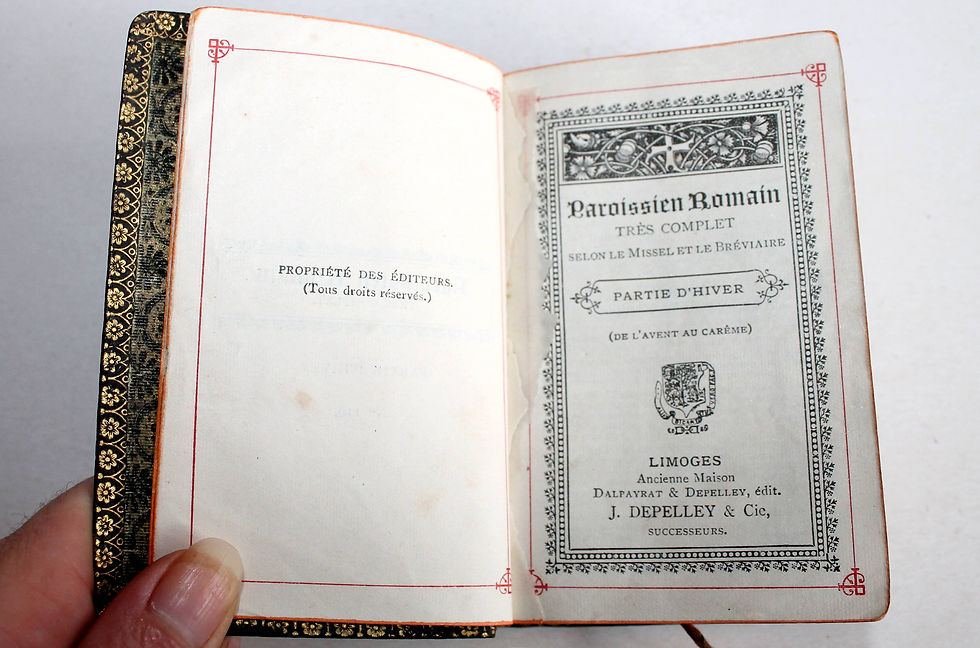 PROPRIÉTÉ DES ÉDITEURS.
(Tous droits réservés.)
Paroissien Romain
TRÈS COMPLET
SELON LE MISSEL ET LE BRÉVIAIRE
PARTIE D'HIVER
(DE L'AVENT AU CARÊME)
LIMOGES
Ancienne Maison
DALPAYRAT & DEPELLEY, édit.
J. DEPELLEY & Cie,
SUCCESSEURS.